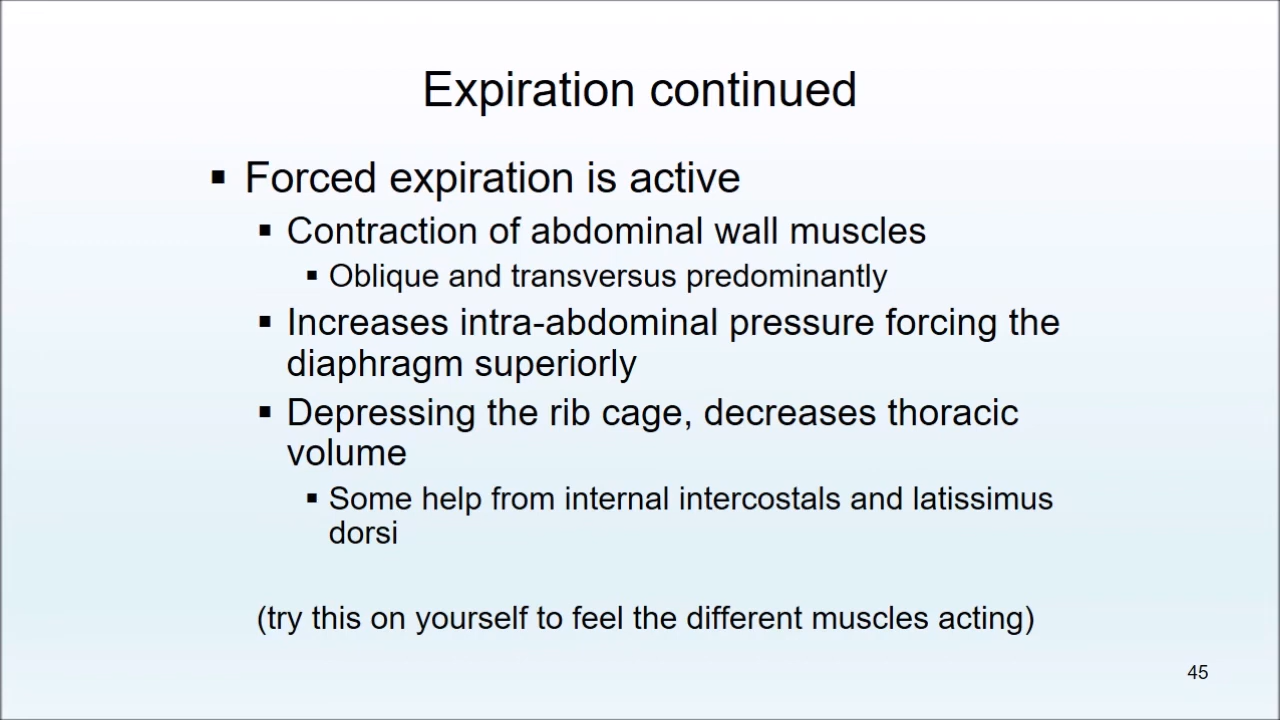 Expiration continued
▪ Forced expiration is active
▪ Contraction of abdominal wall muscles
▪ Oblique and transversus predominantly
▪ Increases intra-abdominal pressure forcing the
diaphragm superiorly
▪ Depressing the rib cage, decreases thoracic
volume
▪ Some help from internal intercostals and latissimus
dorsi
(try this on yourself to feel the different muscles acting)
45